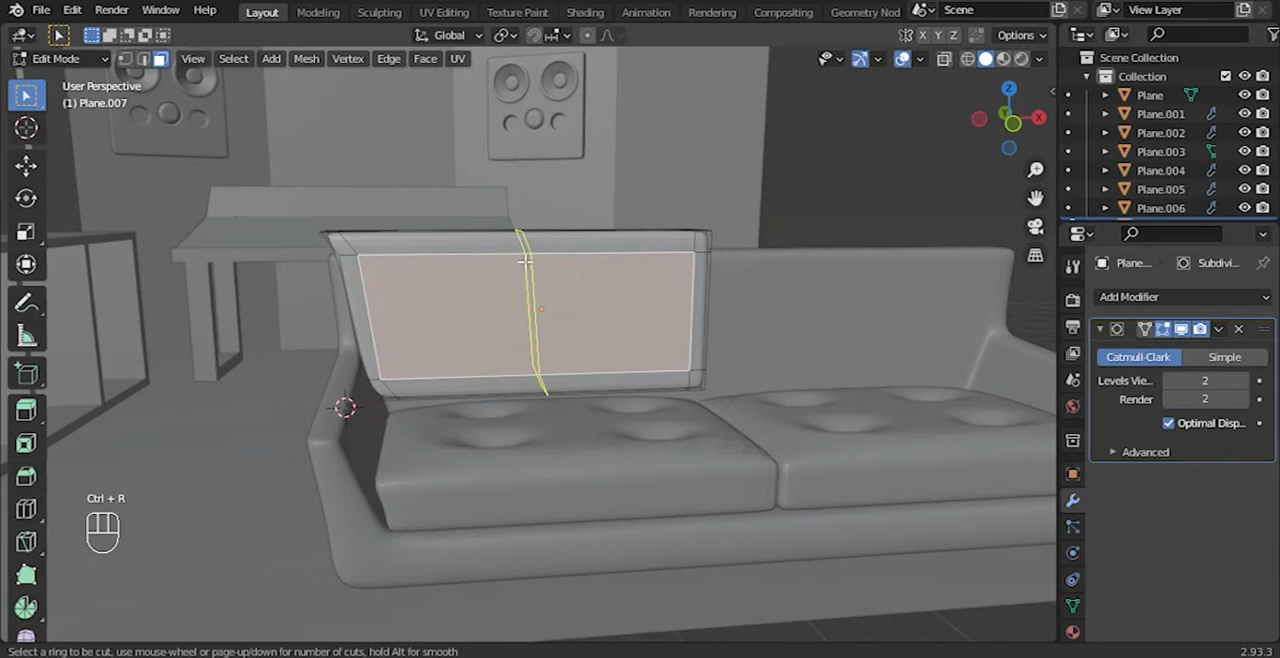 File Edit Render Window Help Layout Modeling Sculpting UV Editing Texture Paint Shading Animation Rendering Compositing Geometry Nod Scene View Layer
Global X Y Z Options
Edit Mode View Select Add Mesh Vertex Edge Face UV
User Perspective
(1) Plane.007
Z
X
Y
Scene Collection
Collection
Plane
Plane.001
Plane.002
Plane.003
Plane.004
Plane.005
Plane.006
Plane... Subdivi...
Add Modifier
Catmull-Clark Simple
Levels Vie... 2
Render 2
Optimal Disp...
Advanced
Ctrl + R
Select a ring to be cut, use mouse-wheel or page-up/down for number of cuts, hold Alt for smooth
2.93.3